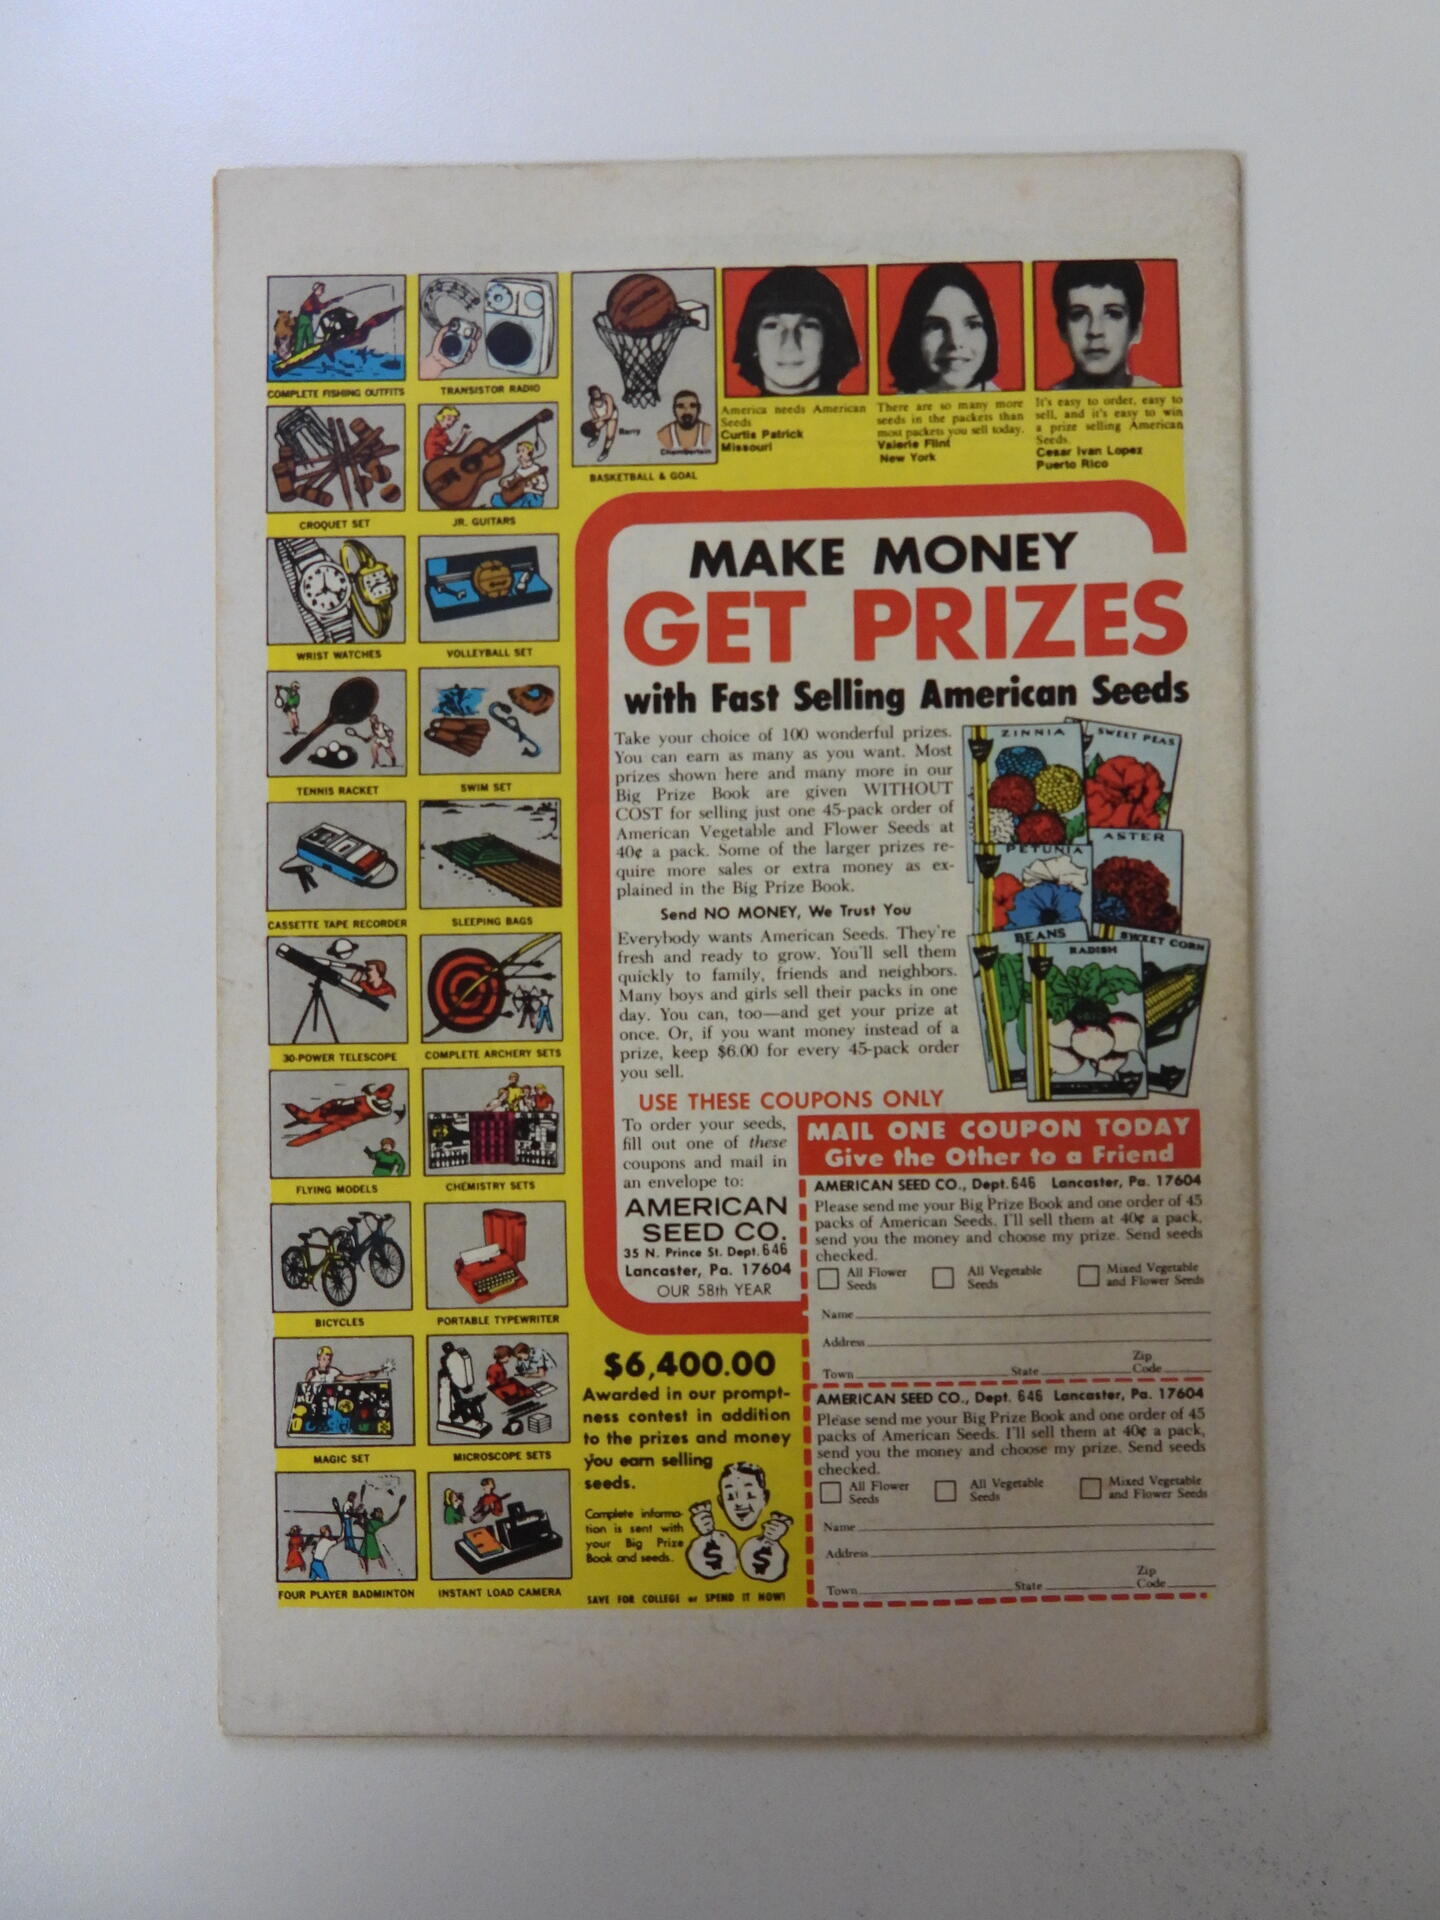 COMPLETE FISHING OUTFITS
TRANSISTOR RADIO
CROQUET SET
JR. GUITARS
Barry
Chamberlain
BASKETBALL & GOAL
America needs American
Seeds
Curtis Patrick
Missouri
There are so many more
seeds in the packets than
most packets you sell today.
Valerie Flint
New York
It's easy to order, easy to
sell, and it's easy to win
a prize selling American
Seeds.
Cesar Ivan Lopez
Puerto Rico
WRIST WATCHES
VOLLEYBALL SET
TENNIS RACKET
SWIM SET
CASSETTE TAPE RECORDER
SLEEPING BAGS
30-POWER TELESCOPE
COMPLETE ARCHERY SETS
FLYING MODELS
CHEMISTRY SETS
BICYCLES
PORTABLE TYPEWRITER
MAGIC SET
MICROSCOPE SETS
FOUR PLAYER BADMINTON
INSTANT LOAD CAMERA
MAKE MONEY
GET PRIZES
with Fast Selling American Seeds
Take your choice of 100 wonderful prizes.
You can earn as many as you want. Most
prizes shown here and many more in our
Big Prize Book are given WITHOUT
COST for selling just one 45-pack order of
American Vegetable and Flower Seeds at
40¢ a pack. Some of the larger prizes re-
quire more sales or extra money as ex-
plained in the Big Prize Book.
Send NO MONEY, We Trust You
Everybody wants American Seeds. They're
fresh and ready to grow. You'll sell them
quickly to family, friends and neighbors.
Many boys and girls sell their packs in one
day. You can, too—and get your prize at
once. Or, if you want money instead of a
prize, keep $6.00 for every 45-pack order
you sell.
ZINNIA
SWEET PEAS
PETUNIA
ASTER
BEANS
RADISH
SWEET CORN
USE THESE COUPONS ONLY
To order your seeds,
fill out one of these
coupons and mail in
an envelope to:
AMERICAN
SEED CO.
35 N. Prince St. Dept. 646
Lancaster, Pa. 17604
OUR 58th YEAR
MAIL ONE COUPON TODAY
Give the Other to a Friend
AMERICAN SEED CO., Dept. 646 Lancaster, Pa. 17604
Please send me your Big Prize Book and one order of 45
packs of American Seeds. I'll sell them at 40¢ a pack,
send you the money and choose my prize. Send seeds
checked.
All Flower
Seeds
All Vegetable
Seeds
Mixed Vegetable
and Flower Seeds
Name
Address
Town State Zip
Code
AMERICAN SEED CO., Dept. 646 Lancaster, Pa. 17604
Please send me your Big Prize Book and one order of 45
packs of American Seeds. I'll sell them at 40¢ a pack,
send you the money and choose my prize. Send seeds
checked.
All Flower
Seeds
All Vegetable
Seeds
Mixed Vegetable
and Flower Seeds
Name
Address
Town State Zip
Code
$6,400.00
Awarded in our prompt-
ness contest in addition
to the prizes and money
you earn selling
seeds.
Complete informa-
tion is sent with
your Big Prize
Book and seeds.
$ $
SAVE FOR COLLEGE or SPEND IT NOW!